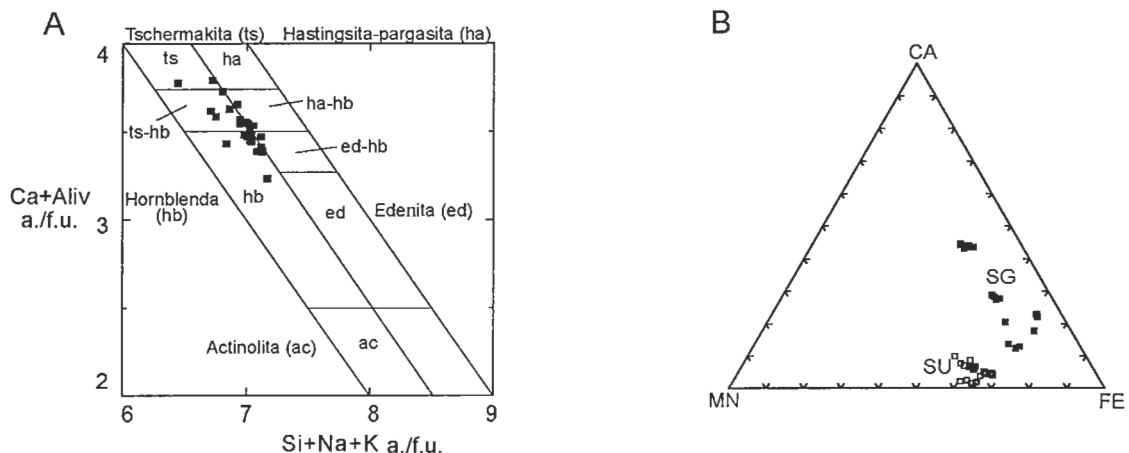 A
Tschermakita (ts)
Hastingsita-pargasita (ha)
4
ts
ha
ha-hb
ts-hb
ed-hb
Ca+Aliv
a./f.u.
Hornblenda
(hb)
hb
3
ed
Edenita (ed)
Actinolita (ac)
ac
2
6
7
8
9
Si+Na+K a./f.u.
B
CA
SG
SU
MN
FE